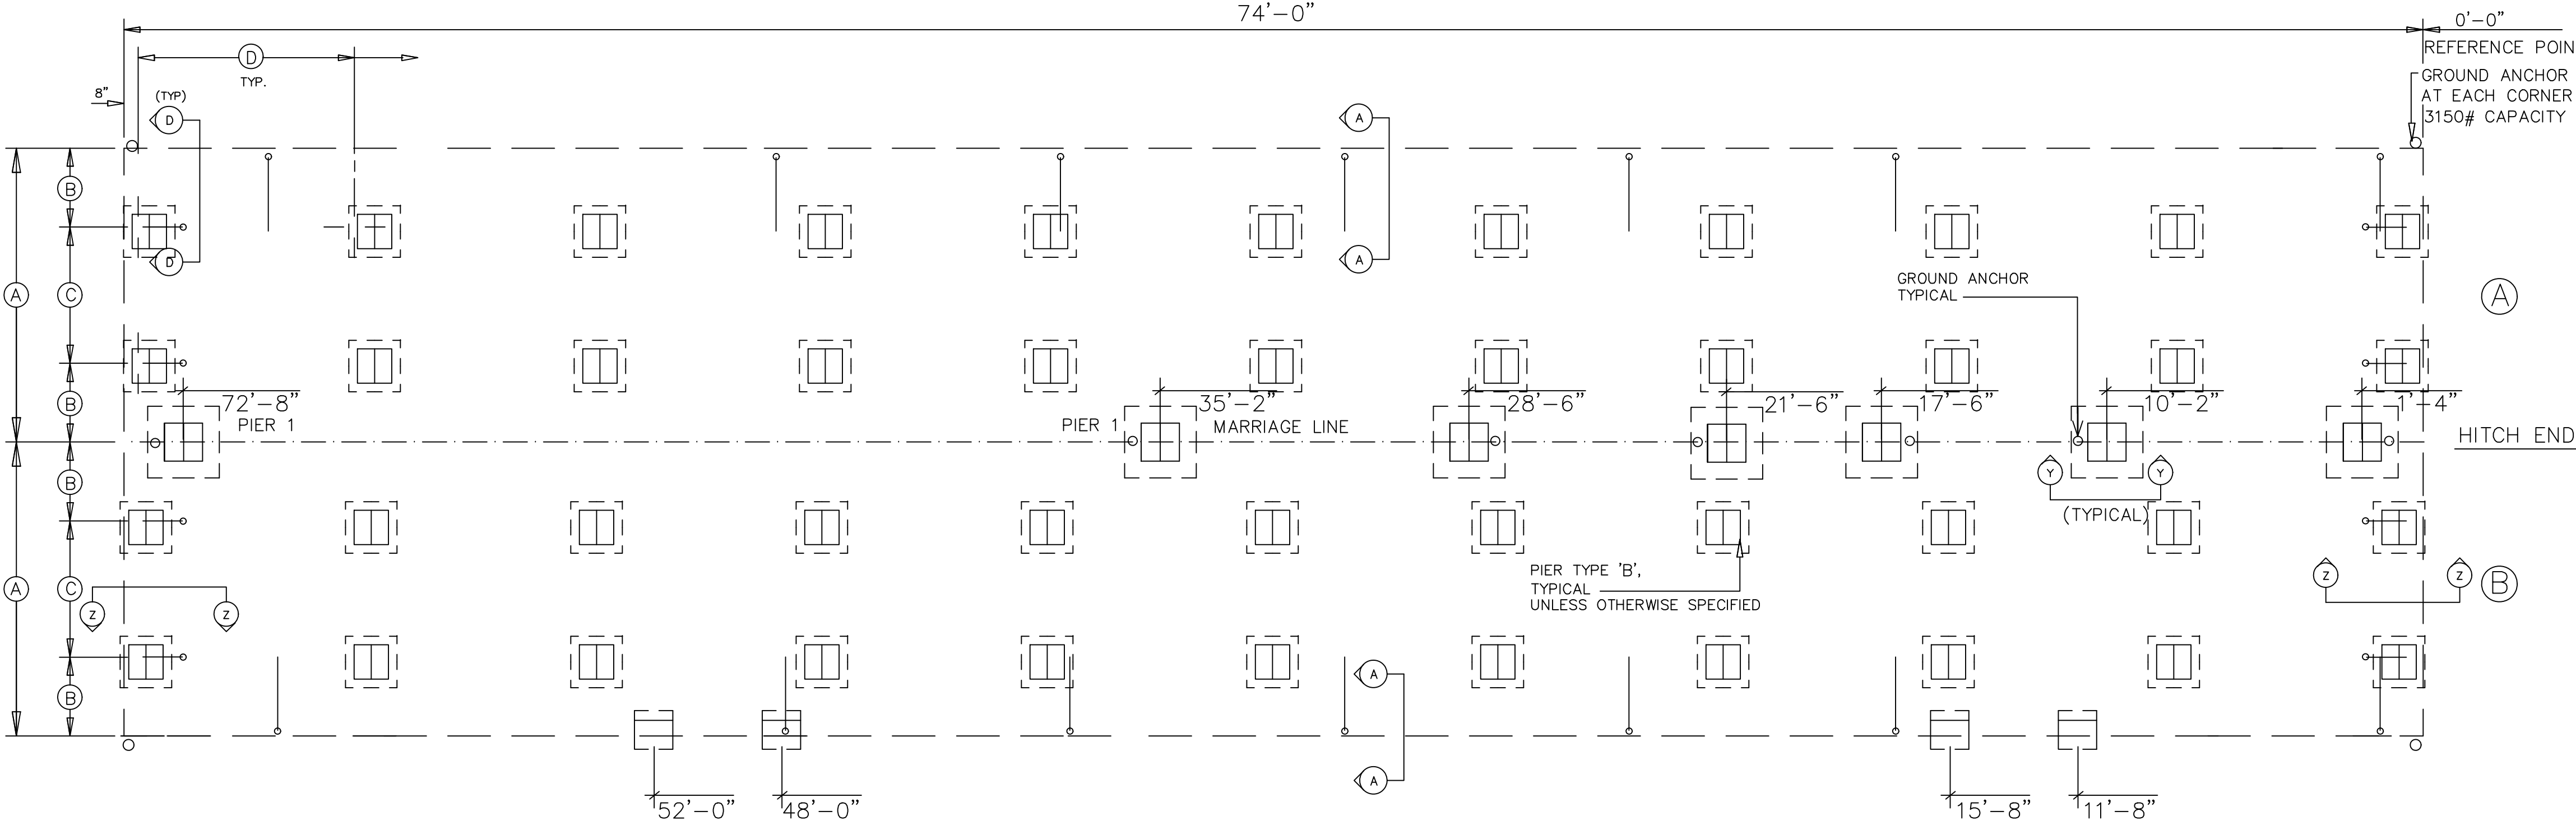 74'-0"
0'-0"
REFERENCE POIN
GROUND ANCHOR
AT EACH CORNER
3150# CAPACITY
D
TYP.
8"
(TYP)
D
A
B
D
A
GROUND ANCHOR
TYPICAL
A
C
A
B
72'-8"
PIER 1
PIER 1
35'-2"
MARRIAGE LINE
28'-6"
21'-6"
17'-6"
10'-2"
1'-4"
HITCH END
B
Y
Y
(TYPICAL)
PIER TYPE 'B',
TYPICAL
UNLESS OTHERWISE SPECIFIED
A
C
Z
Z
Z
Z
B
B
A
A
52'-0"
48'-0"
15'-8"
11'-8"